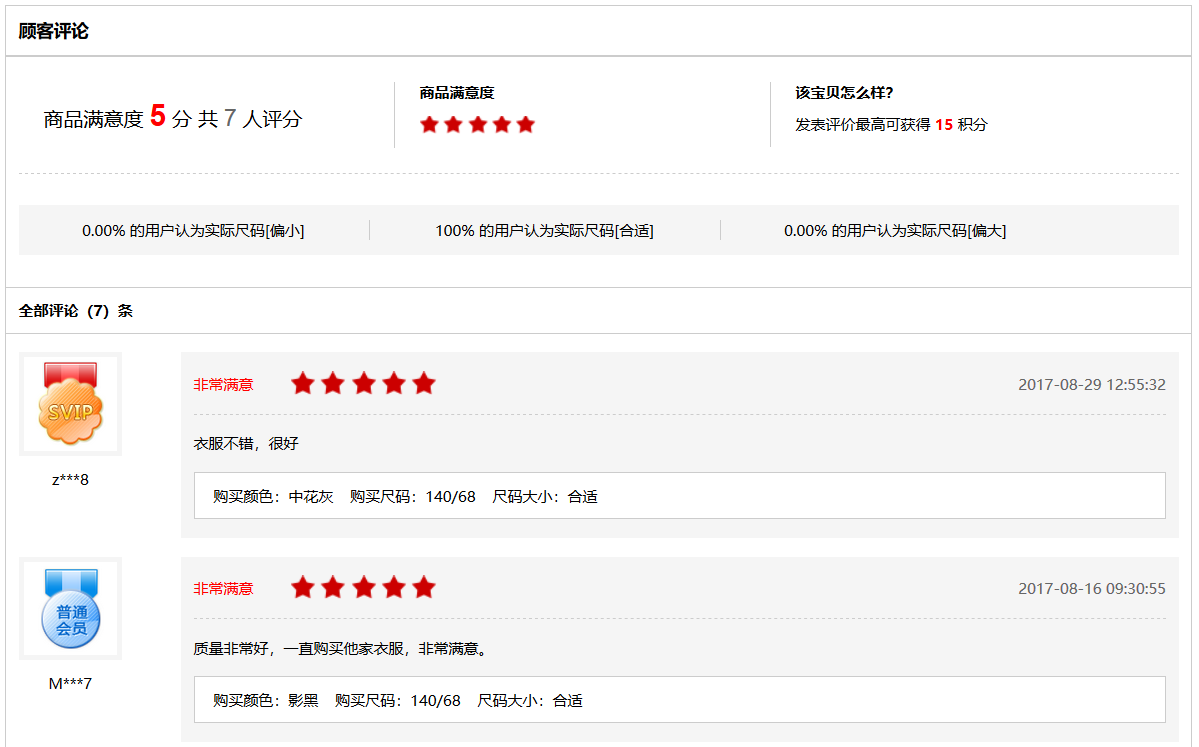 顾客评论
商品满意度 5 分 共 7 人评分
商品满意度
该宝贝怎么样?
发表评价最高可获得 15 积分
0.00% 的用户认为实际尺码[偏小]
100% 的用户认为实际尺码[合适]
0.00% 的用户认为实际尺码[偏大]
全部评论（7）条
SVIP
z***8
非常满意
2017-08-29 12:55:32
衣服不错，很好
购买颜色：中花灰 购买尺码：140/68 尺码大小：合适
普通
会员
M***7
非常满意
2017-08-16 09:30:55
质量非常好，一直购买他家衣服，非常满意。
购买颜色：影黑 购买尺码：140/68 尺码大小：合适